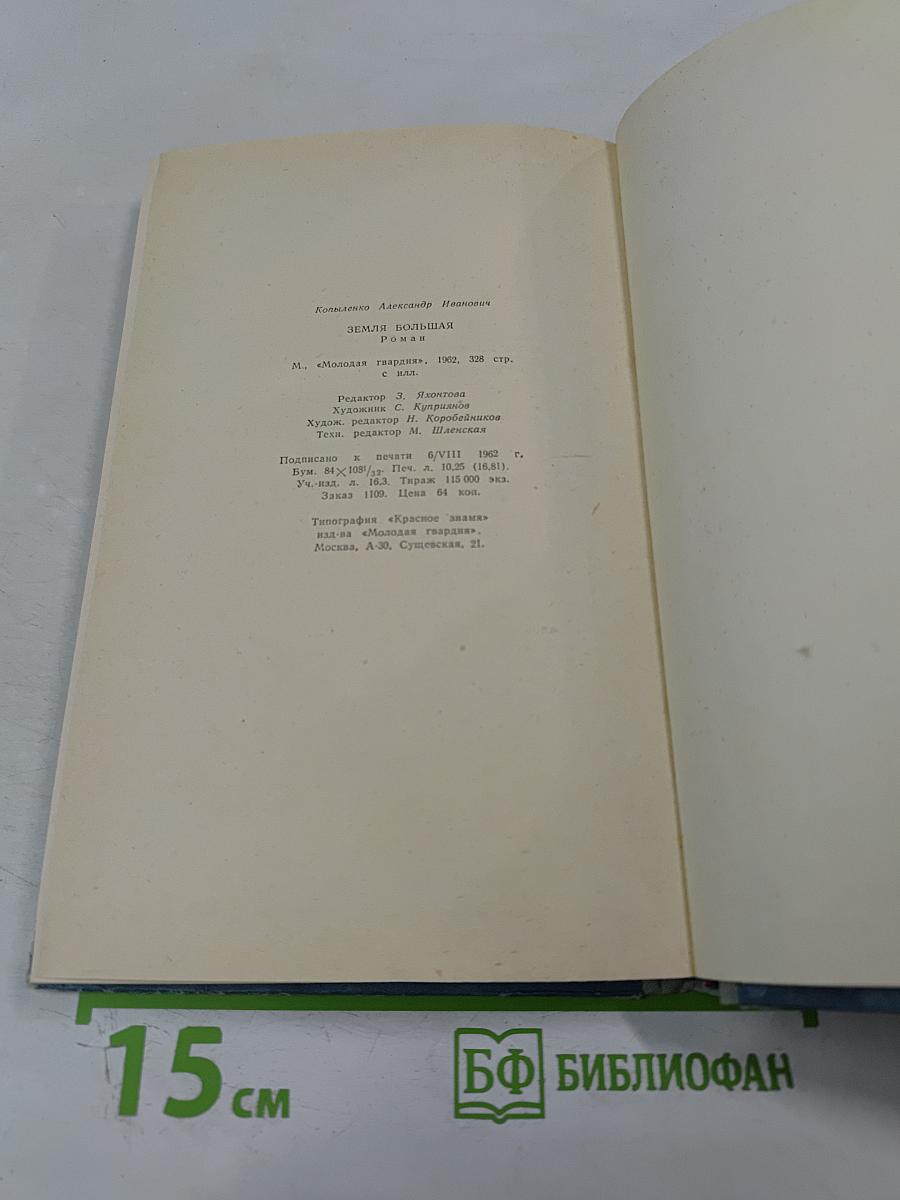 Копыленко Александр Иванович
ЗЕМЛЯ БОЛЬШАЯ
Роман
М., «Молодая гвардия», 1962, 328 стр.
с илл.
Редактор З. Яхонтова
Художник С. Куприянов
Худож. редактор Н. Коробейников
Техн. редактор М. Шленская
Подписано к печати 6/VIII 1962 г.
Бум. 84×108¹/₃₂. Печ. л. 10,25 (16,81).
Уч.-изд. л. 16,3. Тираж 115 000 экз.
Заказ 1109. Цена 64 коп.
Типография «Красное знамя»
изд-ва «Молодая гвардия».
Москва, А-30, Сущевская, 21.
15 см
БФ БИБЛИОФАН